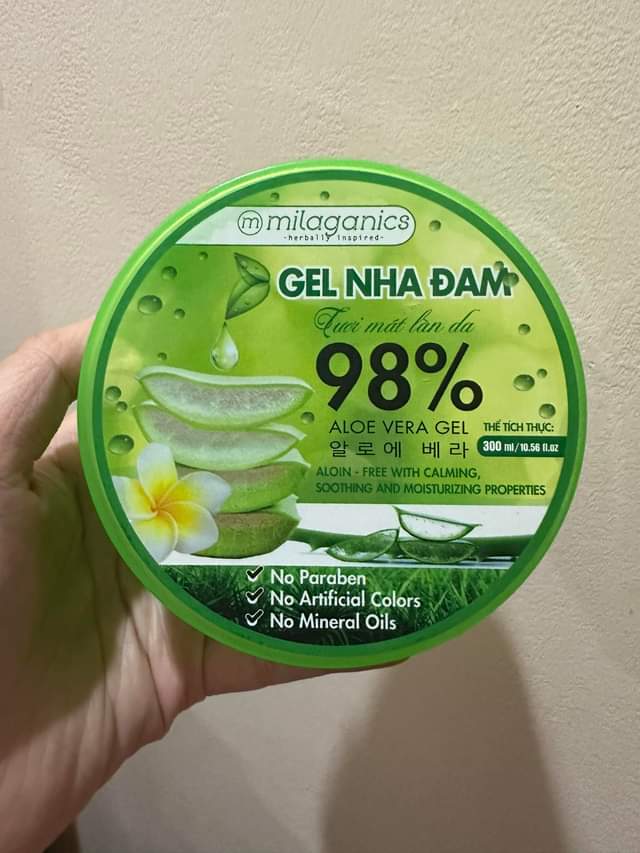 m milaganics
-herbally inspired-
GEL NHA ĐAM
Tươi mát làn da
98%
ALOE VERA GEL
THỂ TÍCH THỰC:
알로에 베라
300 ml/10.56 fl.oz
ALOIN - FREE WITH CALMING,
SOOTHING AND MOISTURIZING PROPERTIES
No Paraben
No Artificial Colors
No Mineral Oils